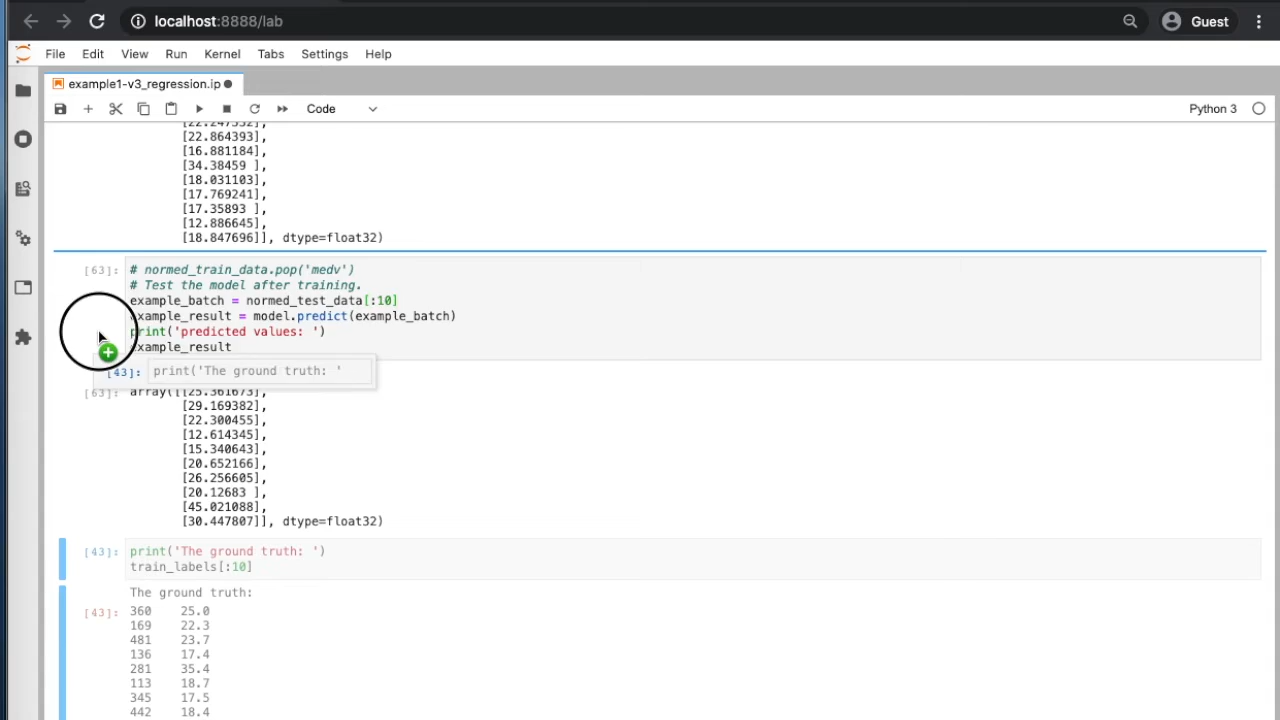 localhost:8888/lab
Guest
File Edit View Run Kernel Tabs Settings Help
example1-v3_regression.ip
Code
Python 3
[22.247552],
[22.864393],
[16.881184],
[34.38459 ],
[18.031103],
[17.769241],
[17.35893 ],
[12.886645],
[18.847696]], dtype=float32)
[63]: # normed_train_data.pop('medv')
# Test the model after training.
example_batch = normed_test_data[:10]
example_result = model.predict(example_batch)
print('predicted values: ')
example_result
[43]: print('The ground truth: '
[63]: array([[25.361673],
[29.169382],
[22.300455],
[12.614345],
[15.340643],
[20.652166],
[26.256605],
[20.12683 ],
[45.021088],
[30.447807]], dtype=float32)
[43]: print('The ground truth: ')
train_labels[:10]
The ground truth:
[43]: 360 25.0
169 22.3
481 23.7
136 17.4
281 35.4
113 18.7
345 17.5
442 18.4